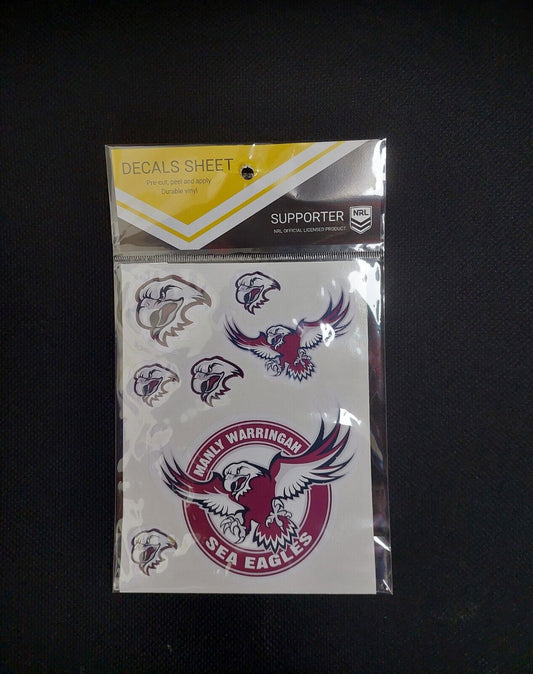 DECALS SHEET
Pre-cut, peel and apply
Durable vinyl
SUPPORTER
NRL
NRL OFFICIAL LICENSED PRODUCT
MANLY WARRINGAH
SEA EAGLES